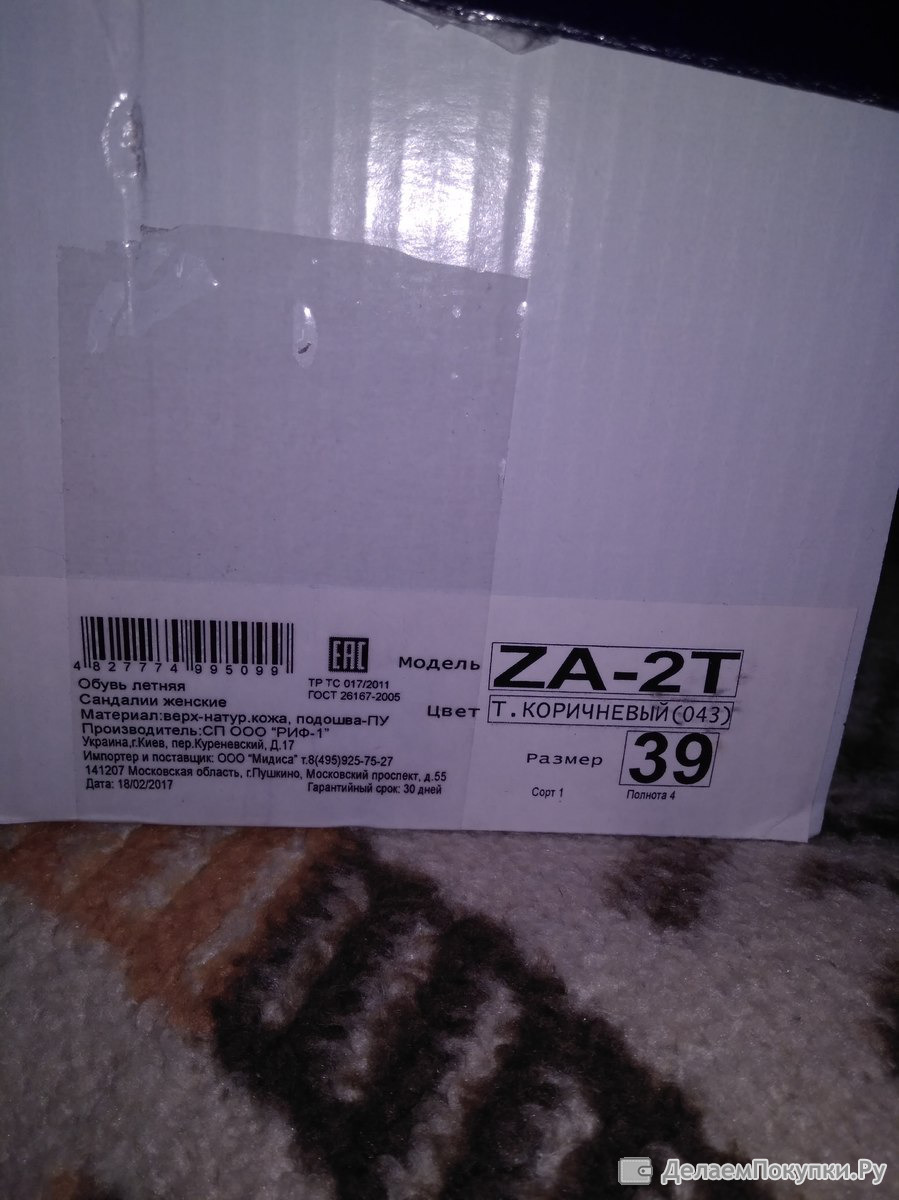 4827774995099
EAC
ТР ТС 017/2011
ГОСТ 26167-2005
Обувь летняя
Сандалии женские
Материал:верх-натур.кожа, подошва-ПУ
Производитель:СП ООО "РИФ-1"
Украина,г.Киев, пер.Куреневский, Д.17
Импортер и поставщик: ООО "Мидиса" т.8(495)925-75-27
141207 Московская область, г.Пушкино, Московский проспект, д.55
Дата: 18/02/2017
Гарантийный срок: 30 дней
Модель ZA-2T
Цвет Т.КОРИЧНЕВЫЙ(043)
Размер 39
Сорт 1
Полнота 4
ДелаемПокупки.Ру